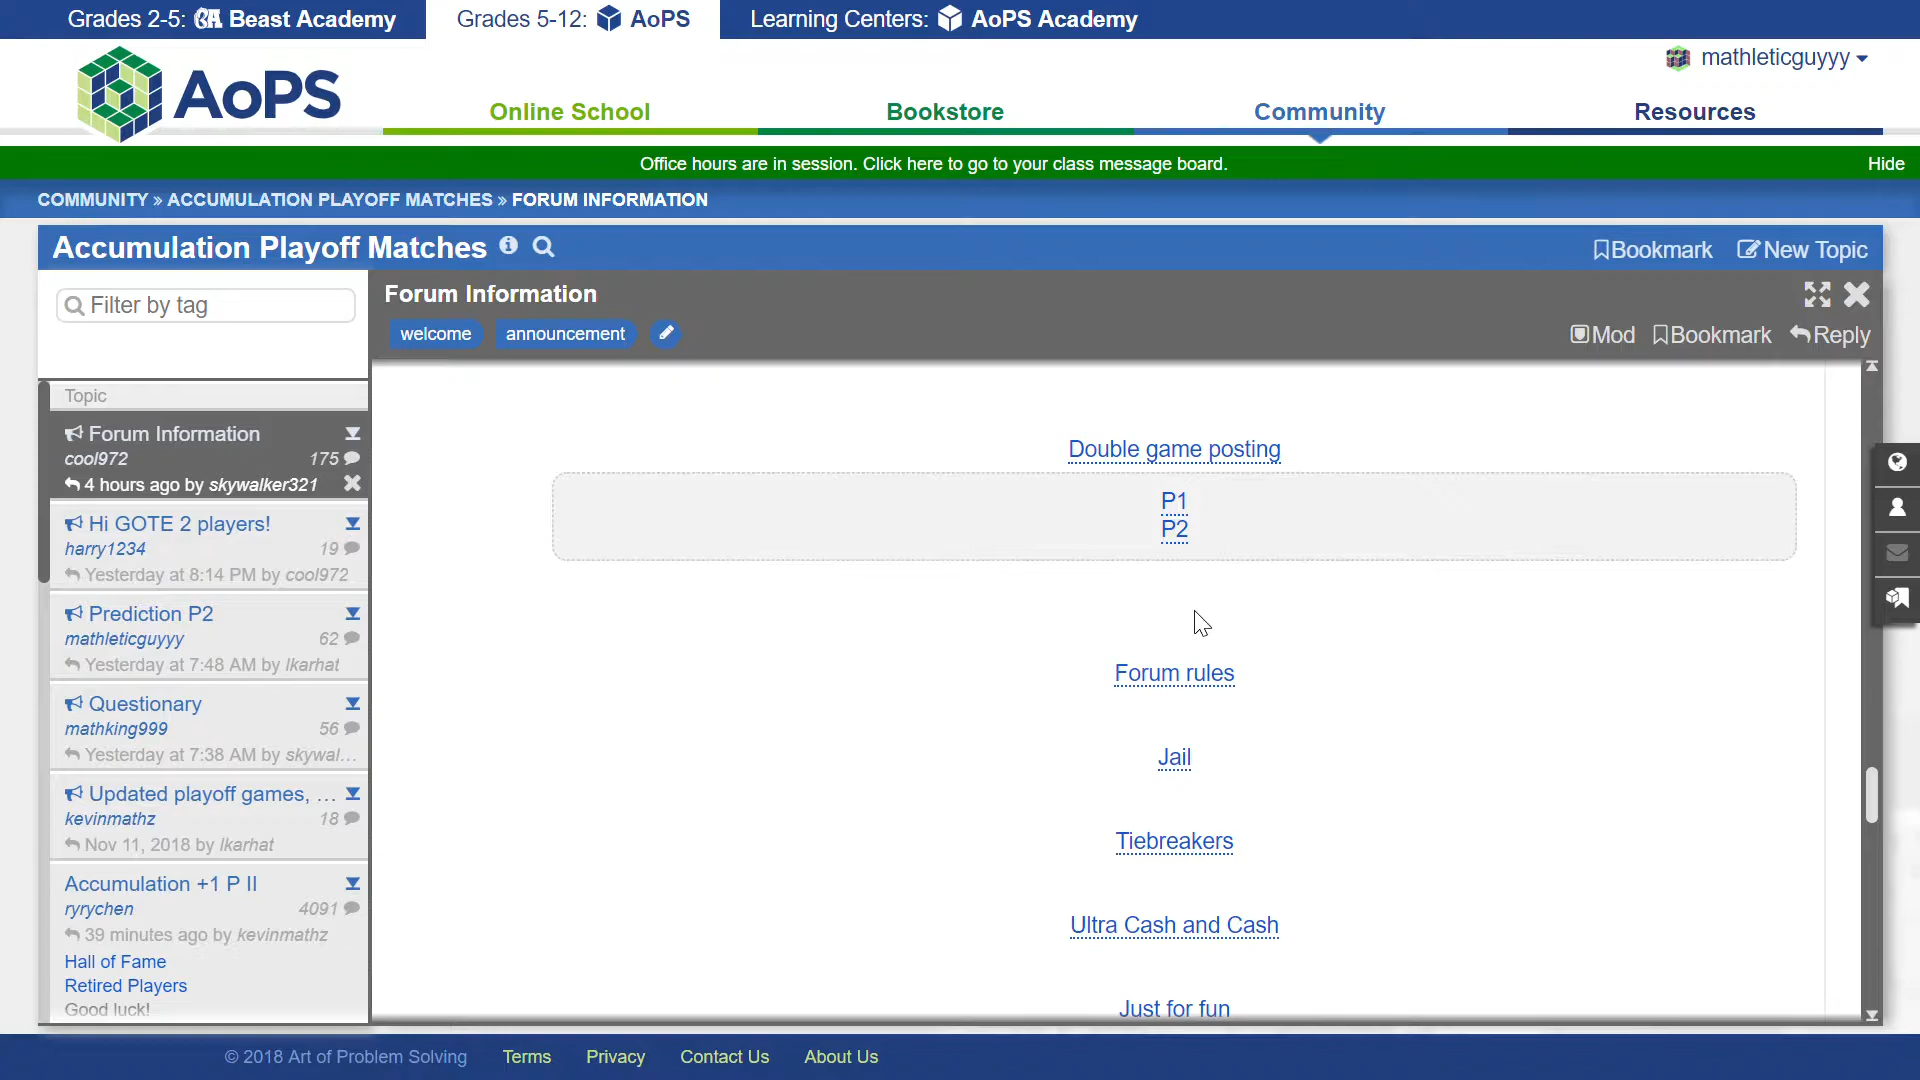 Grades 2-5: Beast Academy
Grades 5-12: AoPS
Learning Centers: AoPS Academy
mathleticguyyy
AoPS
Online School
Bookstore
Community
Resources
Office hours are in session. Click here to go to your class message board.
Hide
COMMUNITY » ACCUMULATION PLAYOFF MATCHES » FORUM INFORMATION
Accumulation Playoff Matches
Bookmark
New Topic
Filter by tag
Forum Information
welcome
announcement
Mod
Bookmark
Reply
Topic
Forum Information
cool972
175
4 hours ago by skywalker321
Hi GOTE 2 players!
harry1234
19
Yesterday at 8:14 PM by cool972
Prediction P2
mathleticguyyy
62
Yesterday at 7:48 AM by lkarhat
Questionary
mathking999
56
Yesterday at 7:38 AM by skywal...
Updated playoff games, ...
kevinmathz
18
Nov 11, 2018 by lkarhat
Accumulation +1 P II
ryrychen
4091
39 minutes ago by kevinmathz
Hall of Fame
Retired Players
Good luck!
Double game posting
P1
P2
Forum rules
Jail
Tiebreakers
Ultra Cash and Cash
Just for fun
© 2018 Art of Problem Solving
Terms
Privacy
Contact Us
About Us